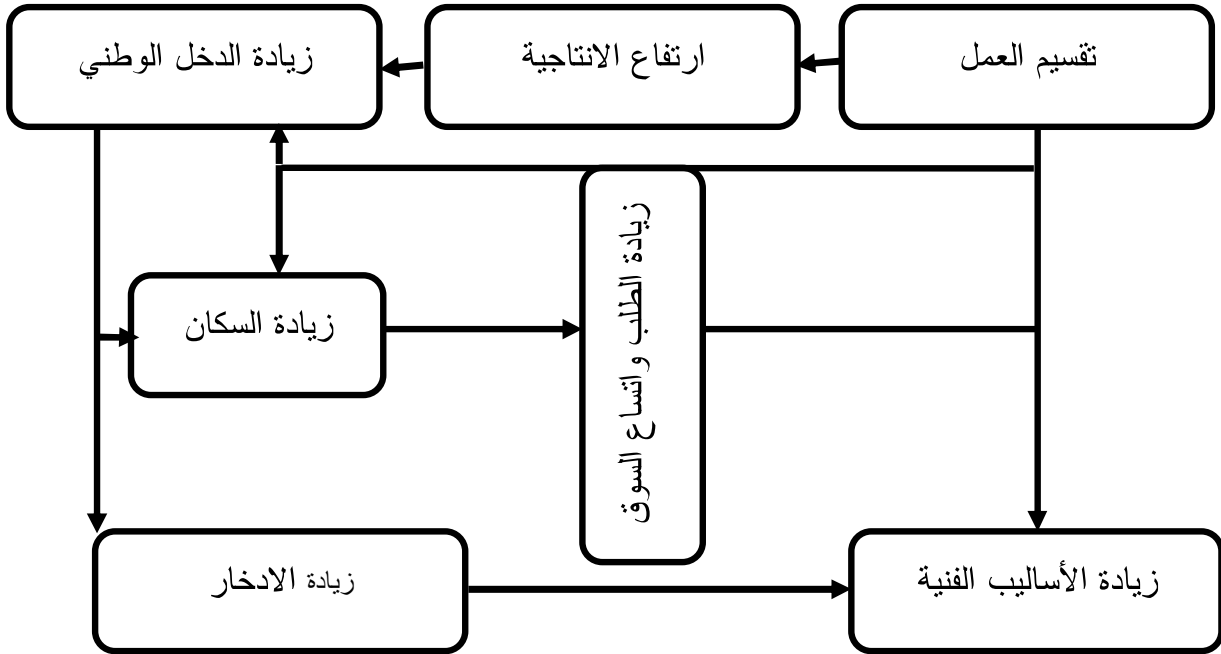 تقسيم العمل
ارتفاع الانتاجية
زيادة الدخل الوطني
زيادة الطلب واتساع السوق
زيادة السكان
زيادة الأساليب الفنية
زيادة الادخار